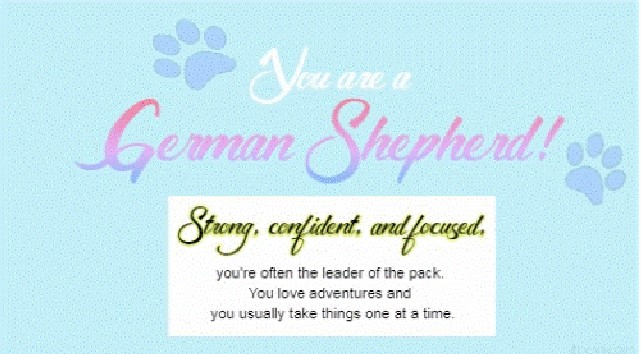 You are a
German Shepherd!
Strong, confident, and focused,
you're often the leader of the pack.
You love adventures and
you usually take things one at a time.